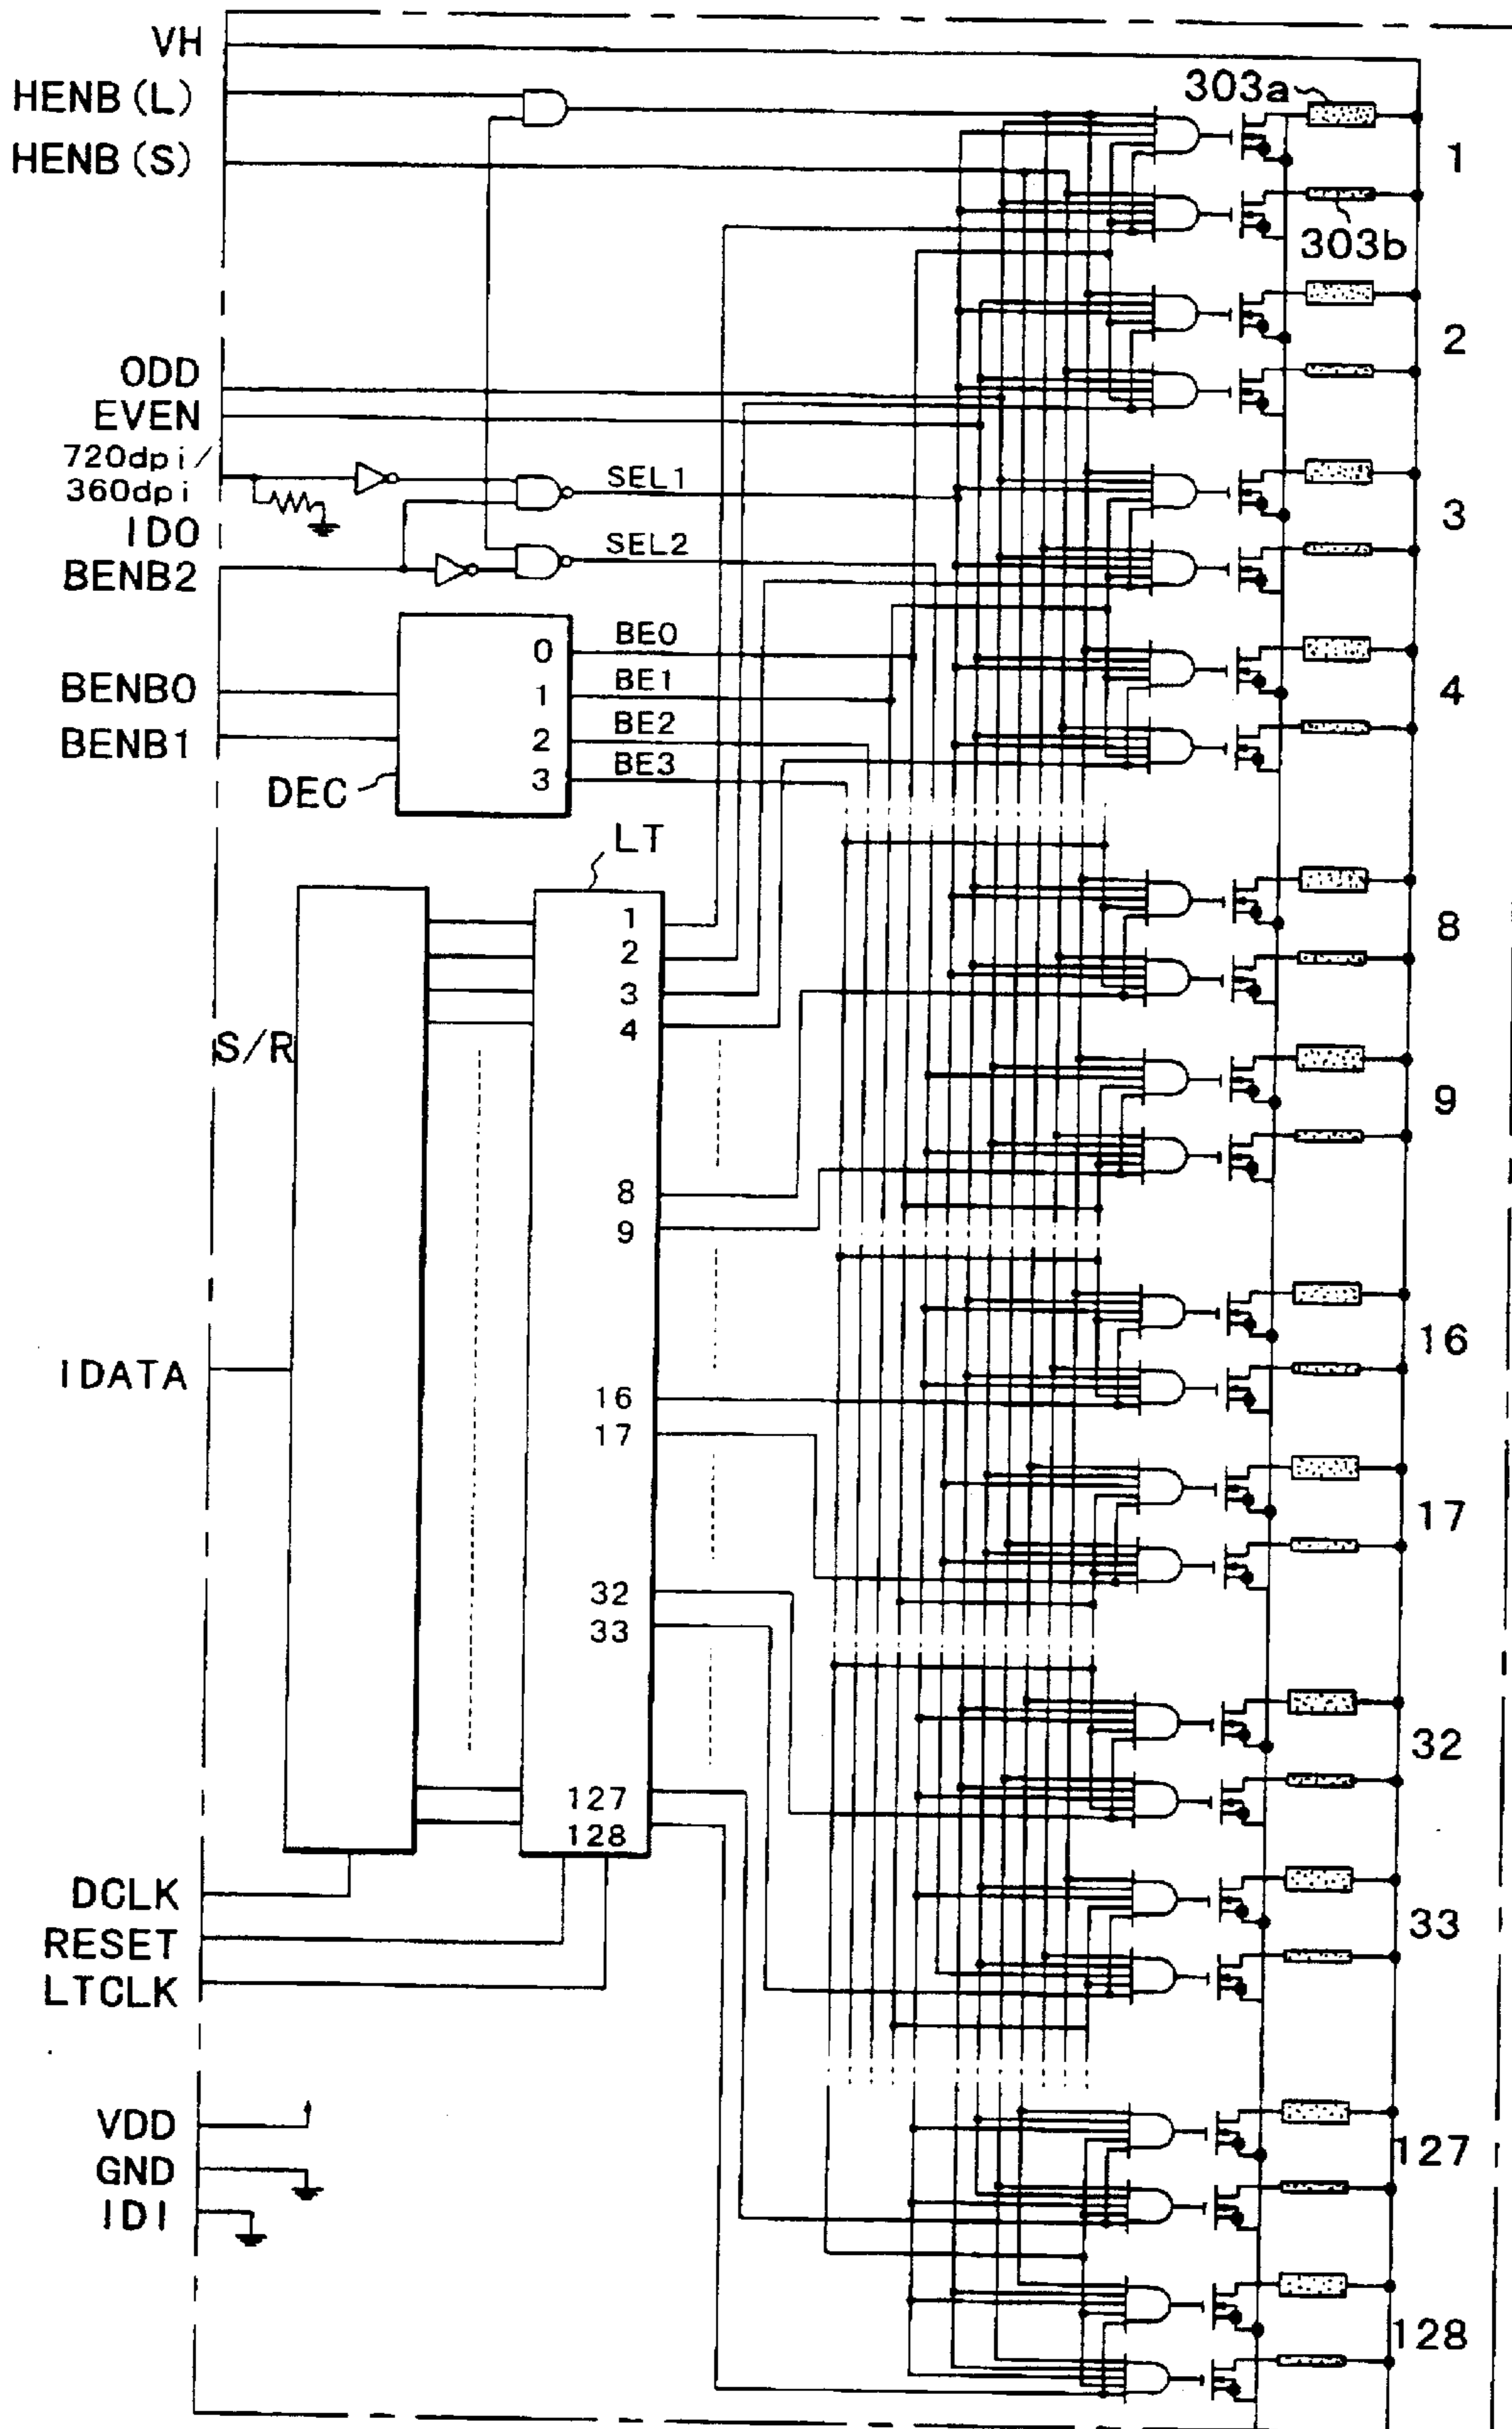 VH
HENB(L)
HENB(S)
303a
1
303b
2
ODD
EVEN
720dpi/
360dpi
SEL1
3
IDO
BENB2
SEL2
0
BE0
1
BE1
2
BE2
3
BE3
BENB0
BENB1
DEC
4
LT
1
2
3
4
8
S/R
9
8
9
IDATA
16
16
17
17
32
33
32
127
128
DCLK
RESET
LTCLK
33
VDD
GND
IDI
127
128